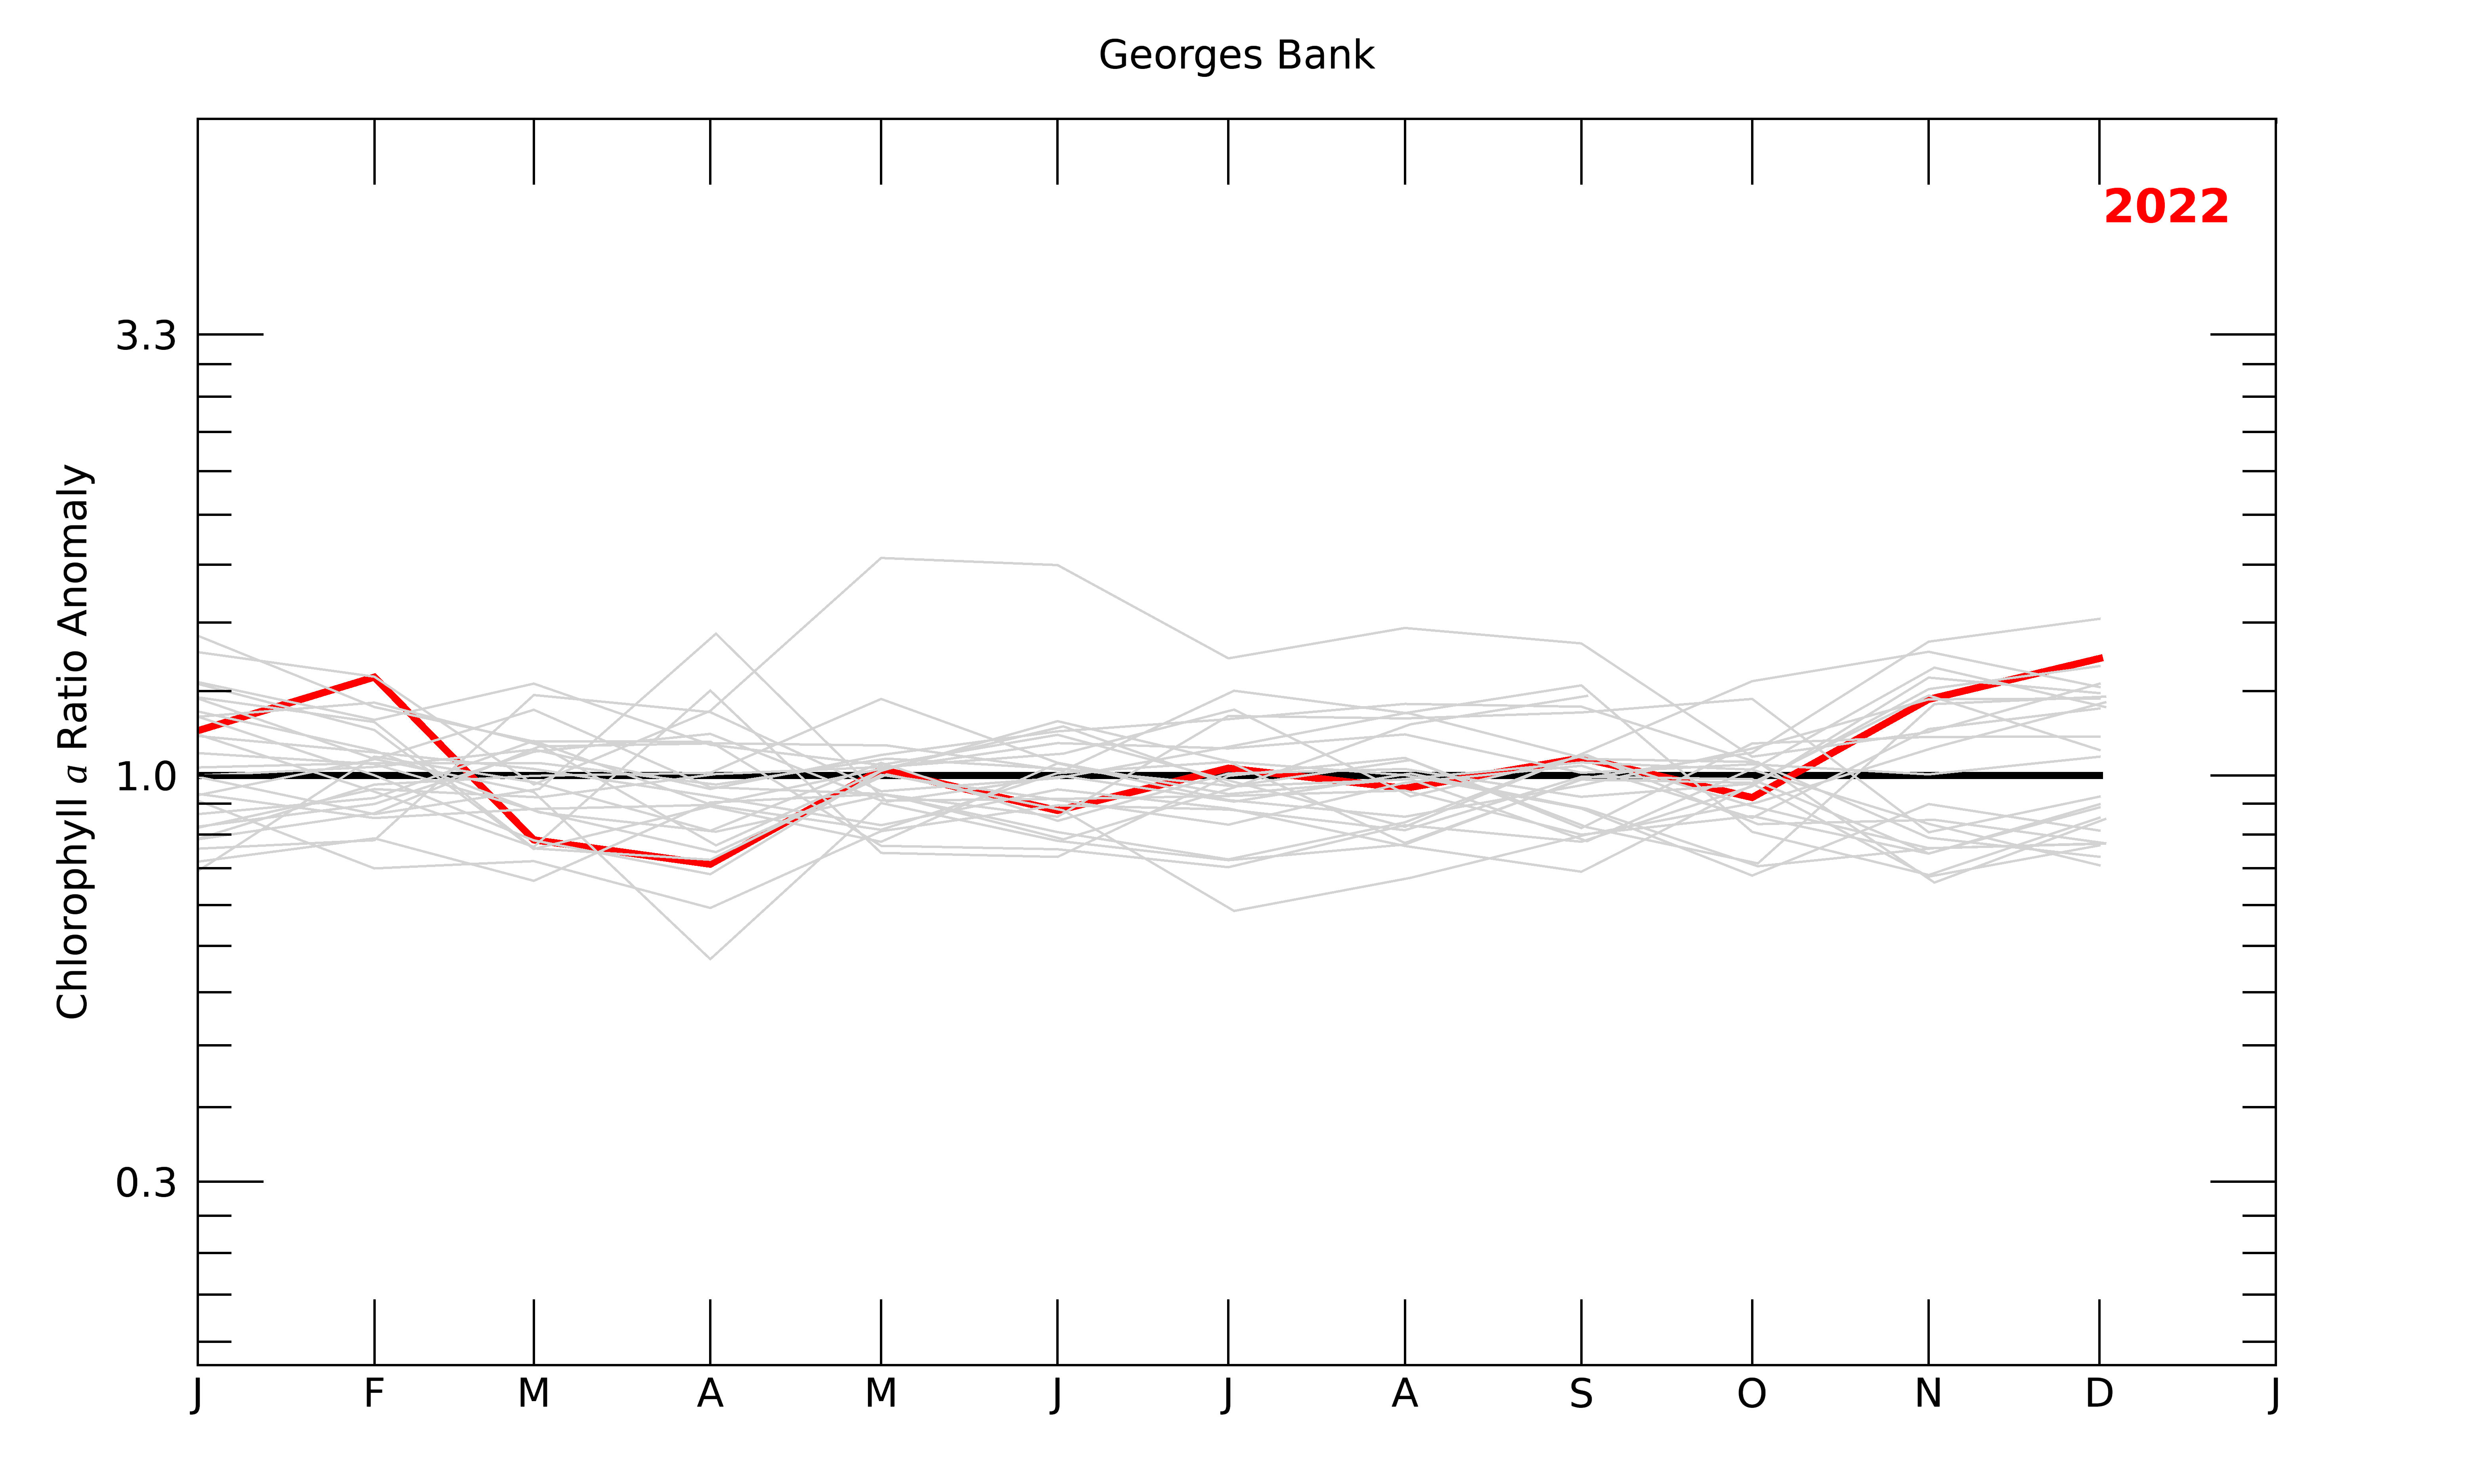 Georges Bank
2022
3.3
1.0
0.3
Chlorophyll a Ratio Anomaly
J F M A M J J A S O N D J